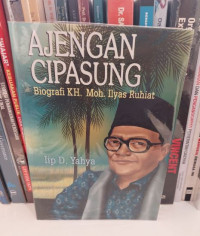 AJENGAN
CIPASUNG
Biografi KH. Moh. Ilyas Ruhiat
Iip D. Yahya